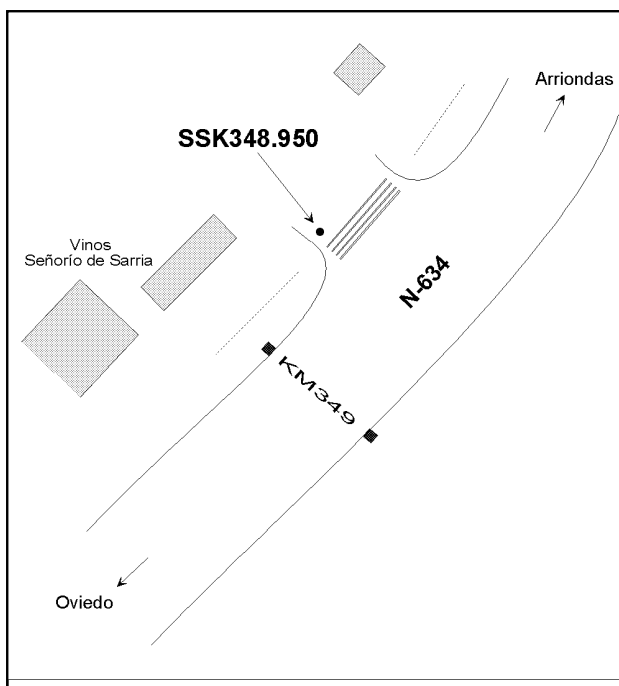 Arriondas
SSK348.950
Vinos
Señorío de Sarria
N-634
KM349
Oviedo